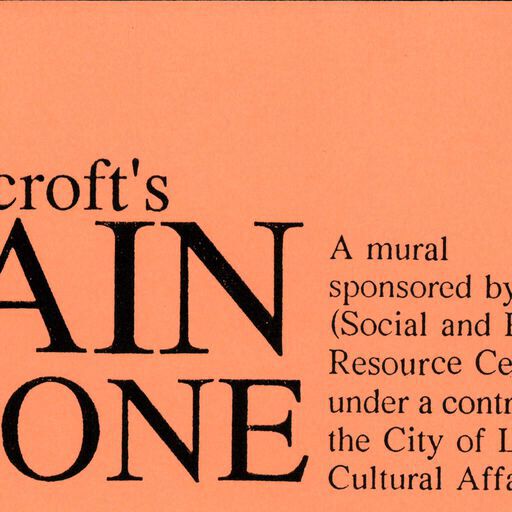 croft's
AIN
ONE
A mural
sponsored by
(Social and
Resource Ce
under a contr
the City of L
Cultural Affa